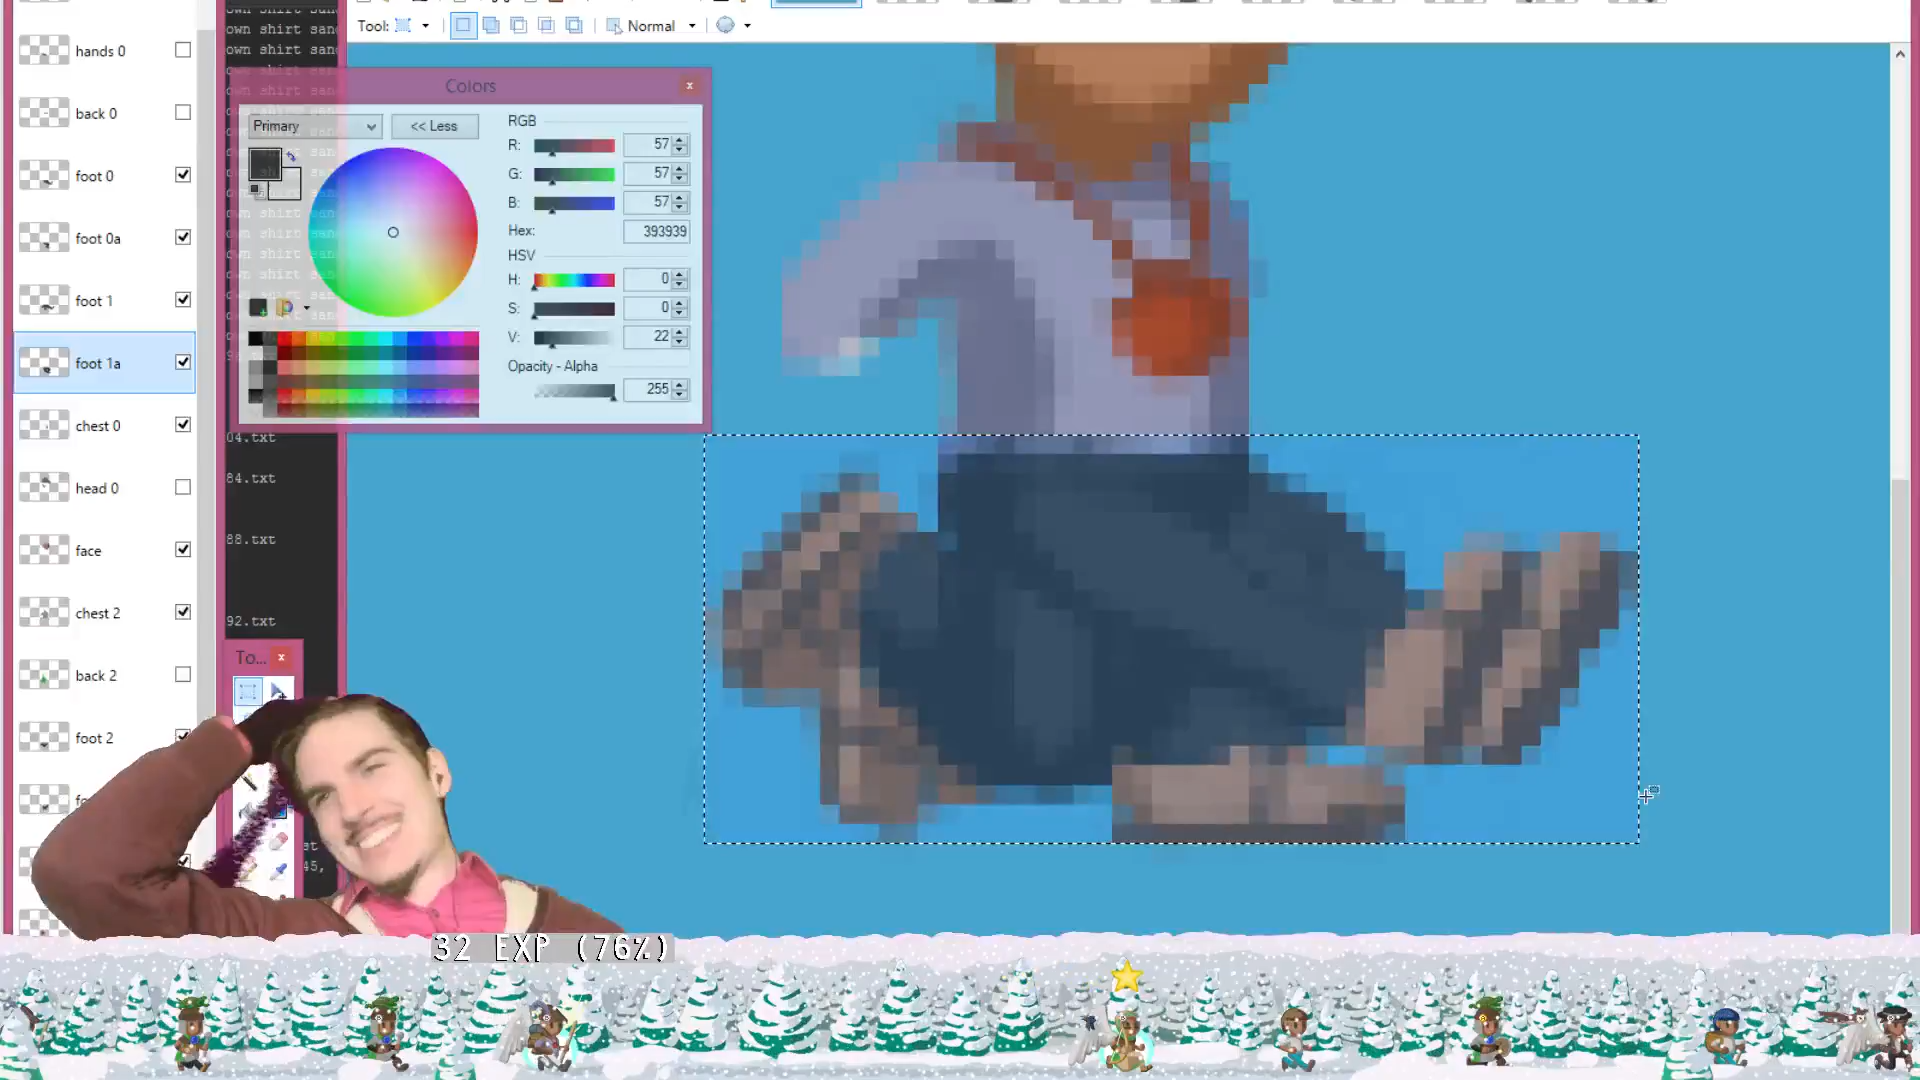 Tool:
Normal
hands 0
back 0
foot 0
foot 0a
foot 1
foot 1a
chest 0
head 0
face
chest 2
back 2
foot 2
own shirt
own shirt
own shirt
Colors
Primary
<< Less
RGB
R: 57
G: 57
B: 57
Hex: 393939
HSV
H: 0
S: 0
V: 22
Opacity - Alpha
255
04.txt
84.txt
88.txt
92.txt
To...
45,
32 EXP (76%)